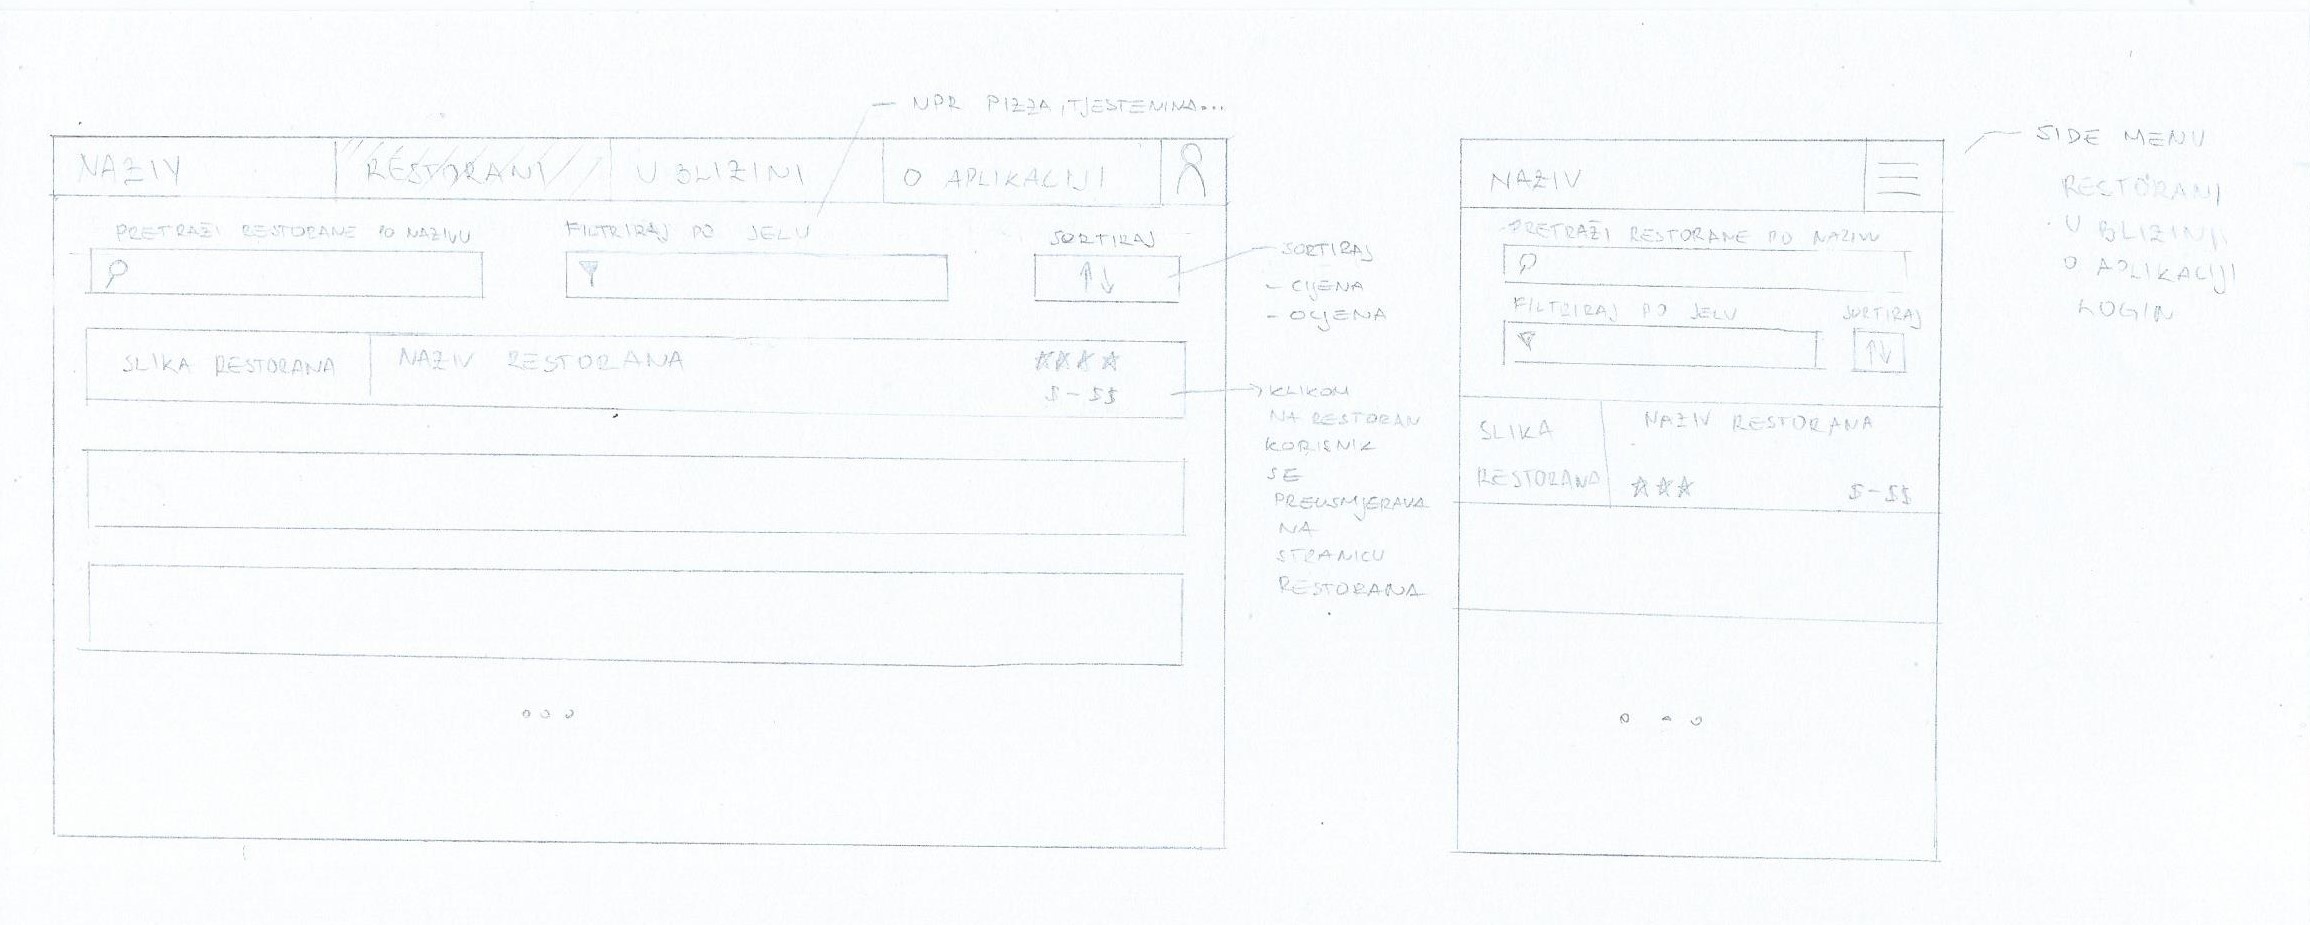 NPR PIZZA, TJESTENINA...
NAZIV
RESTORANI
U BLIZINI
O APLIKACIJI
PRETRAŽI RESTORANE PO NAZIVU
FILTRIRAJ PO JELU
SORTIRAJ
SORTIRAJ
- CIJENA
- OCJENA
SLIKA RESTORANA
NAZIV RESTORANA
$-$$
KLIKOM
NA RESTORAN
KORISNIK
SE
PREUSMJERAVA
NA
STRANICU
RESTORANA
NAZIV
PRETRAŽI RESTORANE PO NAZIVU
FILTRIRAJ PO JELU
SORTIRAJ
SLIKA
RESTORANA
NAZIV RESTORANA
$-$$
SIDE MENU
RESTORANI
U BLIZINI
O APLIKACIJI
LOGIN